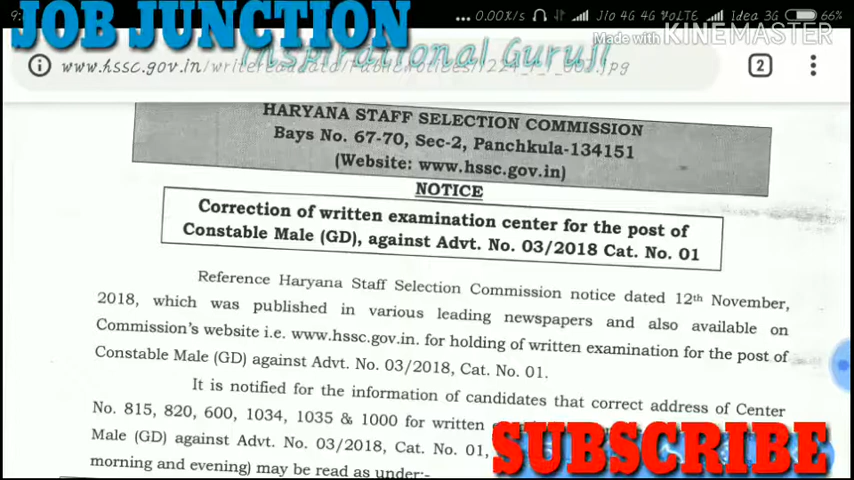 JOB JUNCTION
0.00K/s Jio 4G 4G VoLTE Idea 3G 66%
Made with KINEMASTER
Inspirational Guruji
www.hssc.gov.in/writereaddata/
2
HARYANA STAFF SELECTION COMMISSION
Bays No. 67-70, Sec-2, Panchkula-134151
(Website: www.hssc.gov.in)
NOTICE
Correction of written examination center for the post of
Constable Male (GD), against Advt. No. 03/2018 Cat. No. 01
Reference Haryana Staff Selection Commission notice dated 12th November,
2018, which was published in various leading newspapers and also available on
Commission's website i.e. www.hssc.gov.in. for holding of written examination for the post of
Constable Male (GD) against Advt. No. 03/2018, Cat. No. 01.
It is notified for the information of candidates that correct address of Center
No. 815, 820, 600, 1034, 1035 & 1000 for written
Male (GD) against Advt. No. 03/2018, Cat. No. 01,
morning and evening) may be read as under:-
SUBSCRIBE